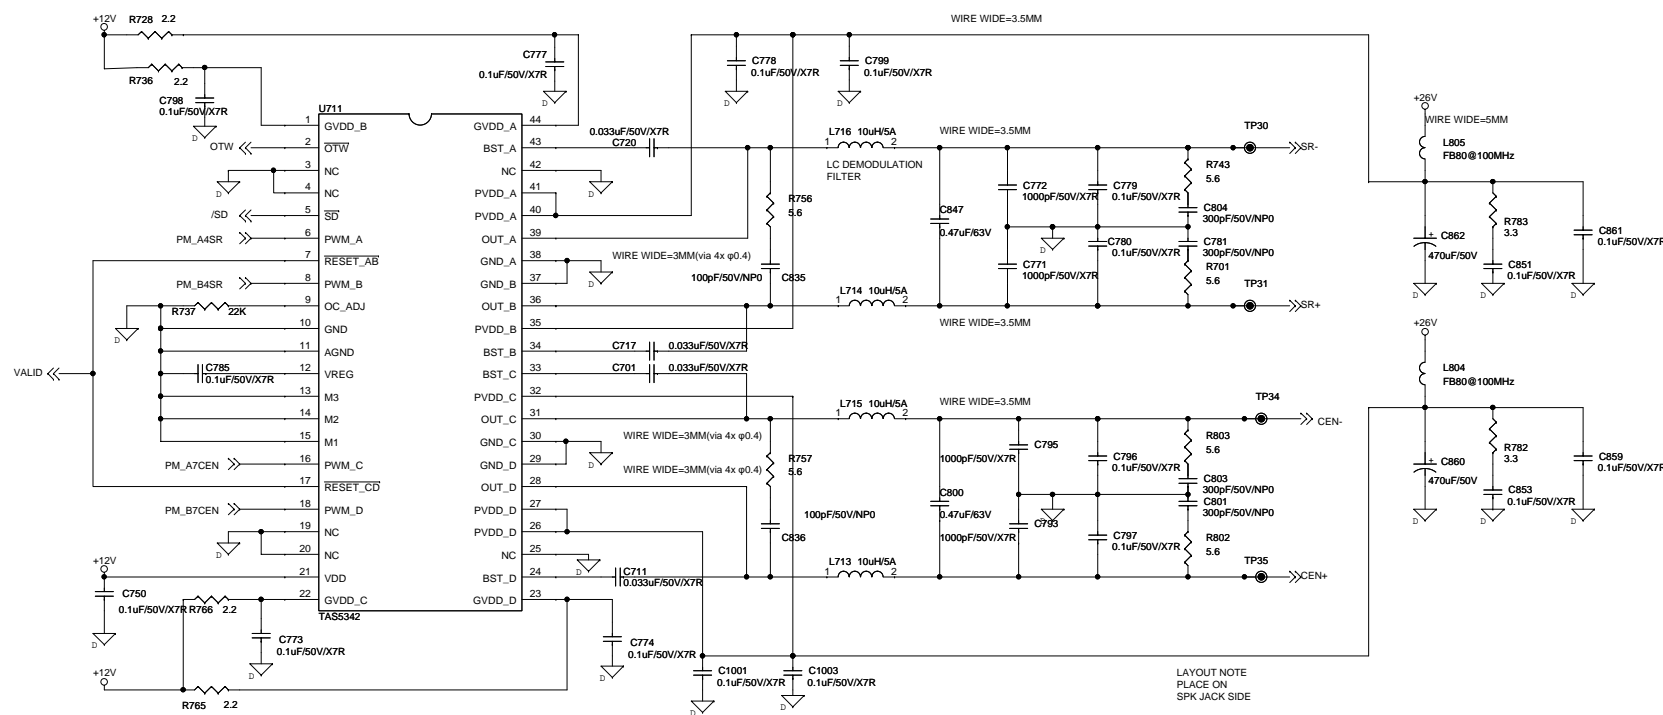 WIRE WIDE=3.5MM
+12V
R728 2.2
R736 2.2
C798
0.1uF/50V/X7R
D
C777
0.1uF/50V/X7R
D
C778
0.1uF/50V/X7R
D
C799
0.1uF/50V/X7R
D
U711
1 GVDD_B
OTW 2 OTW
3 NC
D
4 NC
/SD 5 SD
PM_A4SR 6 PWM_A
7 RESET_AB
PM_B4SR 8 PWM_B
R737 22K 9 OC_ADJ
D
10 GND
11 AGND
VALID
C785
0.1uF/50V/X7R
12 VREG
13 M3
14 M2
15 M1
PM_A7CEN 16 PWM_C
17 RESET_CD
PM_B7CEN 18 PWM_D
19 NC
D
20 NC
+12V
21 VDD
22 GVDD_C
TAS5342
C750
0.1uF/50V/X7R
D
R766 2.2
C773
0.1uF/50V/X7R
D
+12V
R765 2.2
GVDD_A 44
BST_A 43
NC 42
D
PVDD_A 41
PVDD_A 40
OUT_A 39
GND_A 38
GND_B 37
D
OUT_B 36
PVDD_B 35
BST_B 34
BST_C 33
PVDD_C 32
OUT_C 31
GND_C 30
GND_D 29
D
OUT_D 28
PVDD_D 27
PVDD_D 26
NC 25
D
BST_D 24
GVDD_D 23
0.033uF/50V/X7R
C720
R756
5.6
WIRE WIDE=3MM(via 4x φ0.4)
100pF/50V/NP0 C835
C717 0.033uF/50V/X7R
C701 0.033uF/50V/X7R
WIRE WIDE=3MM(via 4x φ0.4)
R757
5.6
WIRE WIDE=3MM(via 4x φ0.4)
100pF/50V/NP0
C836
C711
0.033uF/50V/X7R
C774
0.1uF/50V/X7R
D
C1001
0.1uF/50V/X7R
D
C1003
0.1uF/50V/X7R
D
L716 10uH/5A
1 2
LC DEMODULATION
FILTER
WIRE WIDE=3.5MM
C847
0.47uF/63V
C772
1000pF/50V/X7R
C779
0.1uF/50V/X7R
R743
5.6
C804
300pF/50V/NP0
D
C771
1000pF/50V/X7R
C780
0.1uF/50V/X7R
C781
300pF/50V/NP0
R701
5.6
TP30
SR-
TP31
SR+
L714 10uH/5A
1 2
WIRE WIDE=3.5MM
L715 10uH/5A
1 2
WIRE WIDE=3.5MM
TP34
CEN-
C795
1000pF/50V/X7R
C796
0.1uF/50V/X7R
R803
5.6
C803
300pF/50V/NP0
C800
0.47uF/63V
D
C793
1000pF/50V/X7R
C801
300pF/50V/NP0
C797
0.1uF/50V/X7R
R802
5.6
L713 10uH/5A
1 2
TP35
CEN+
+26V
WIRE WIDE=5MM
L805
FB80@100MHz
+
C862
470uF/50V
D
R783
3.3
C851
0.1uF/50V/X7R
D
C861
0.1uF/50V/X7R
D
+26V
L804
FB80@100MHz
+
C860
470uF/50V
D
R782
3.3
C853
0.1uF/50V/X7R
D
C859
0.1uF/50V/X7R
D
LAYOUT NOTE
PLACE ON
SPK JACK SIDE